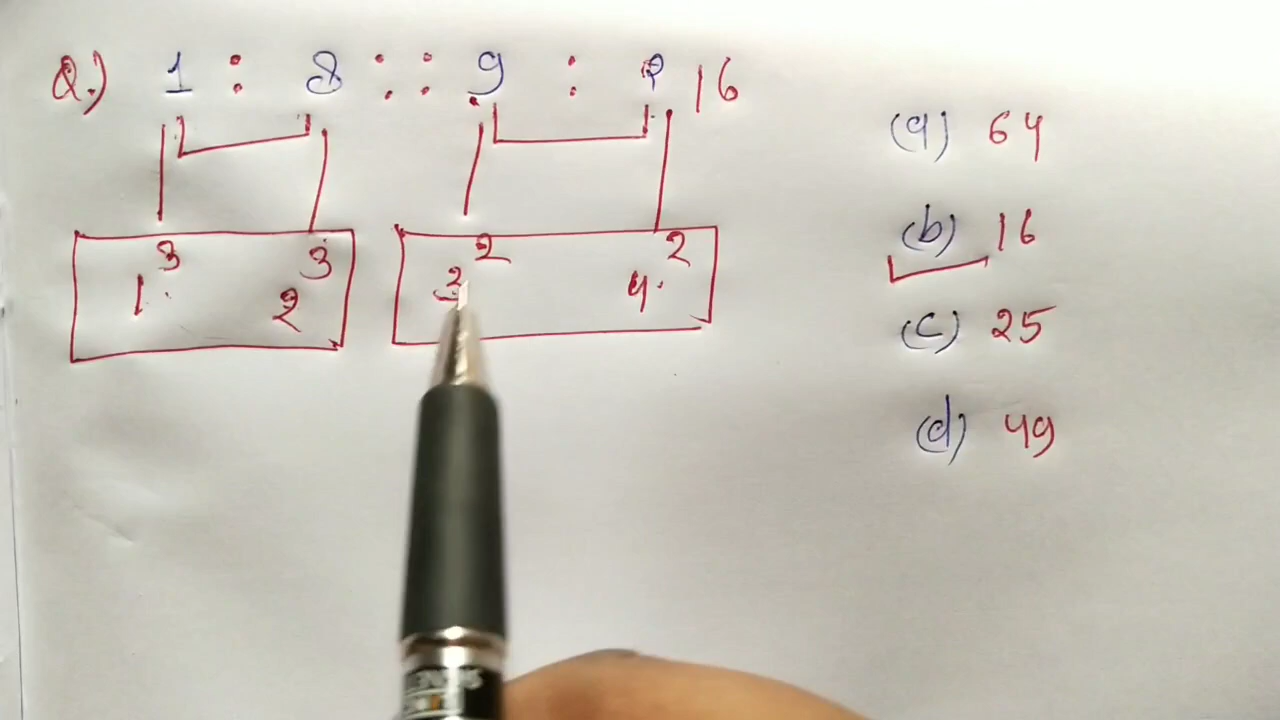 Q.) 1 : 8 :: 9 : ? 16
(a) 64
(b) 16
(c) 25
(d) 49
1³ 2³ 3² 4²